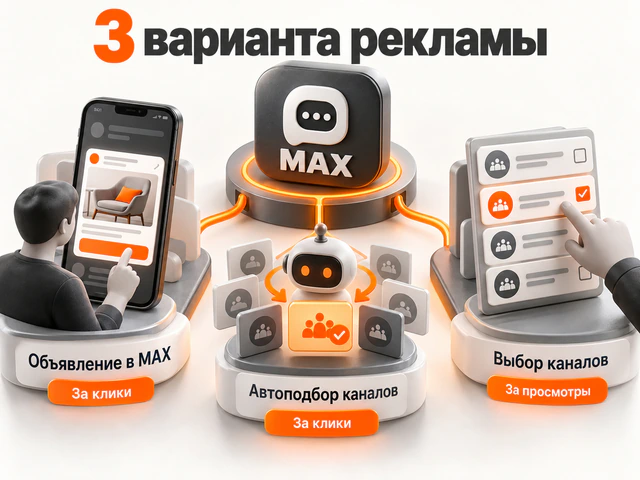 3 варианта рекламы
MAX
Объявление в MAX
За клики
Автоподбор каналов
За клики
Выбор каналов
За просмотры